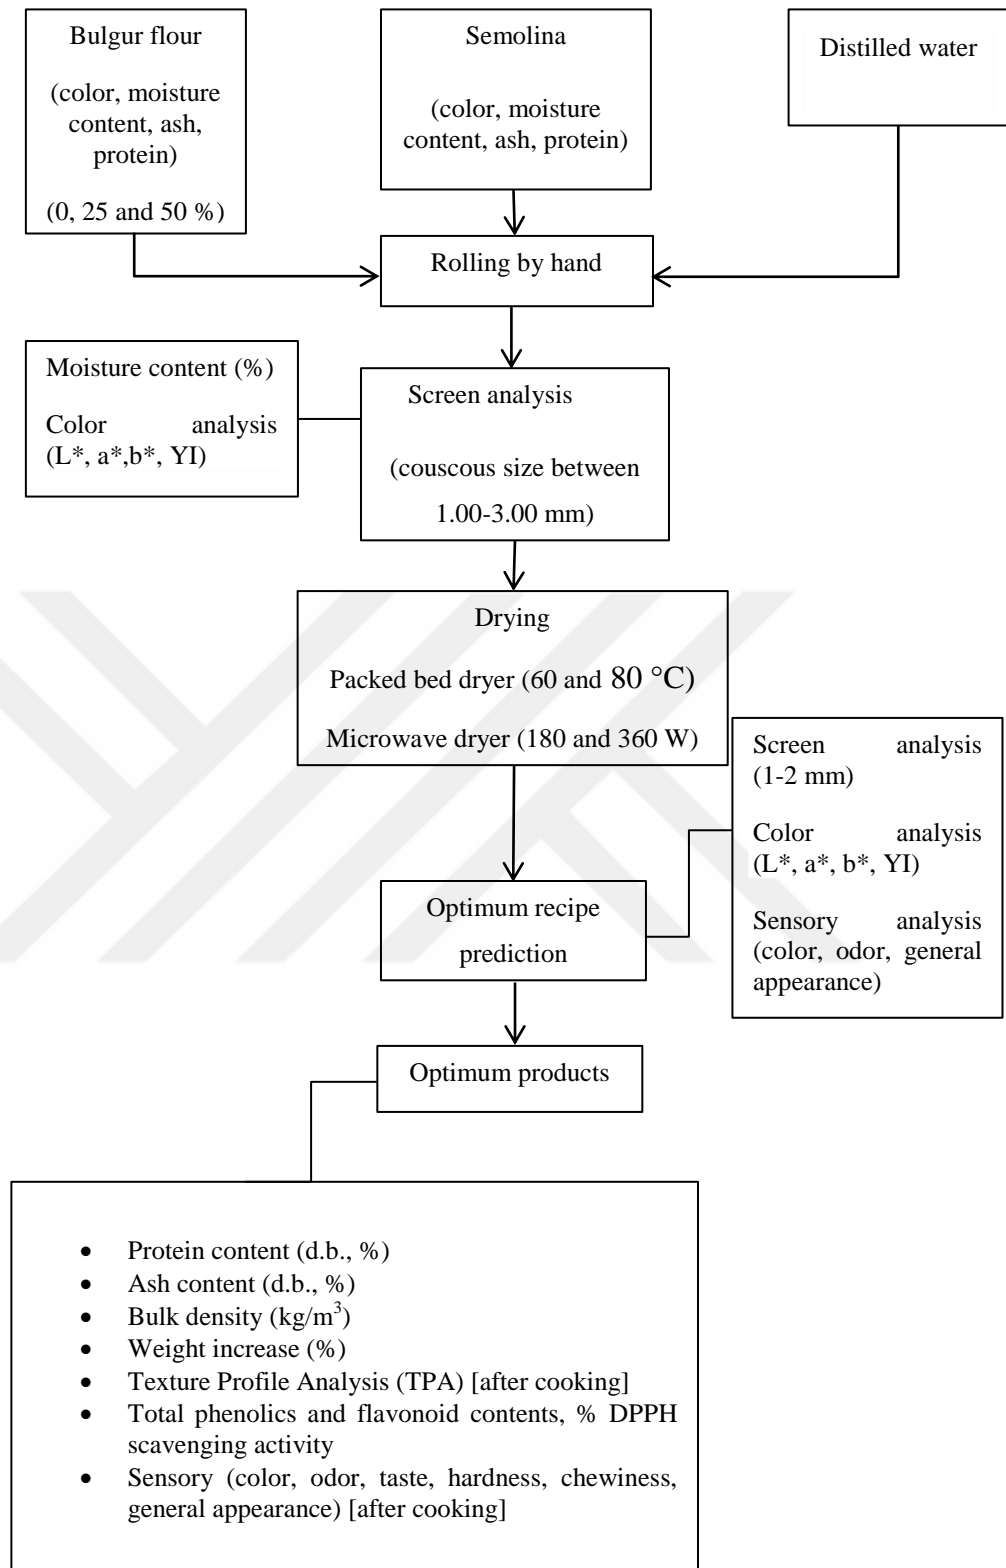 Bulgur flour
(color, moisture
content, ash,
protein)
(0, 25 and 50 %)
Semolina
(color, moisture
content, ash, protein)
Distilled water
Rolling by hand
Moisture content (%)
Color analysis
(L*, a*,b*, YI)
Screen analysis
(couscous size between
1.00-3.00 mm)
Drying
Packed bed dryer (60 and 80 °C)
Microwave dryer (180 and 360 W)
Screen analysis
(1-2 mm)
Color analysis
(L*, a*, b*, YI)
Sensory analysis
(color, odor, general
appearance)
Optimum recipe
prediction
Optimum products
• Protein content (d.b., %)
• Ash content (d.b., %)
• Bulk density (kg/m³)
• Weight increase (%)
• Texture Profile Analysis (TPA) [after cooking]
• Total phenolics and flavonoid contents, % DPPH
scavenging activity
• Sensory (color, odor, taste, hardness, chewiness,
general appearance) [after cooking]